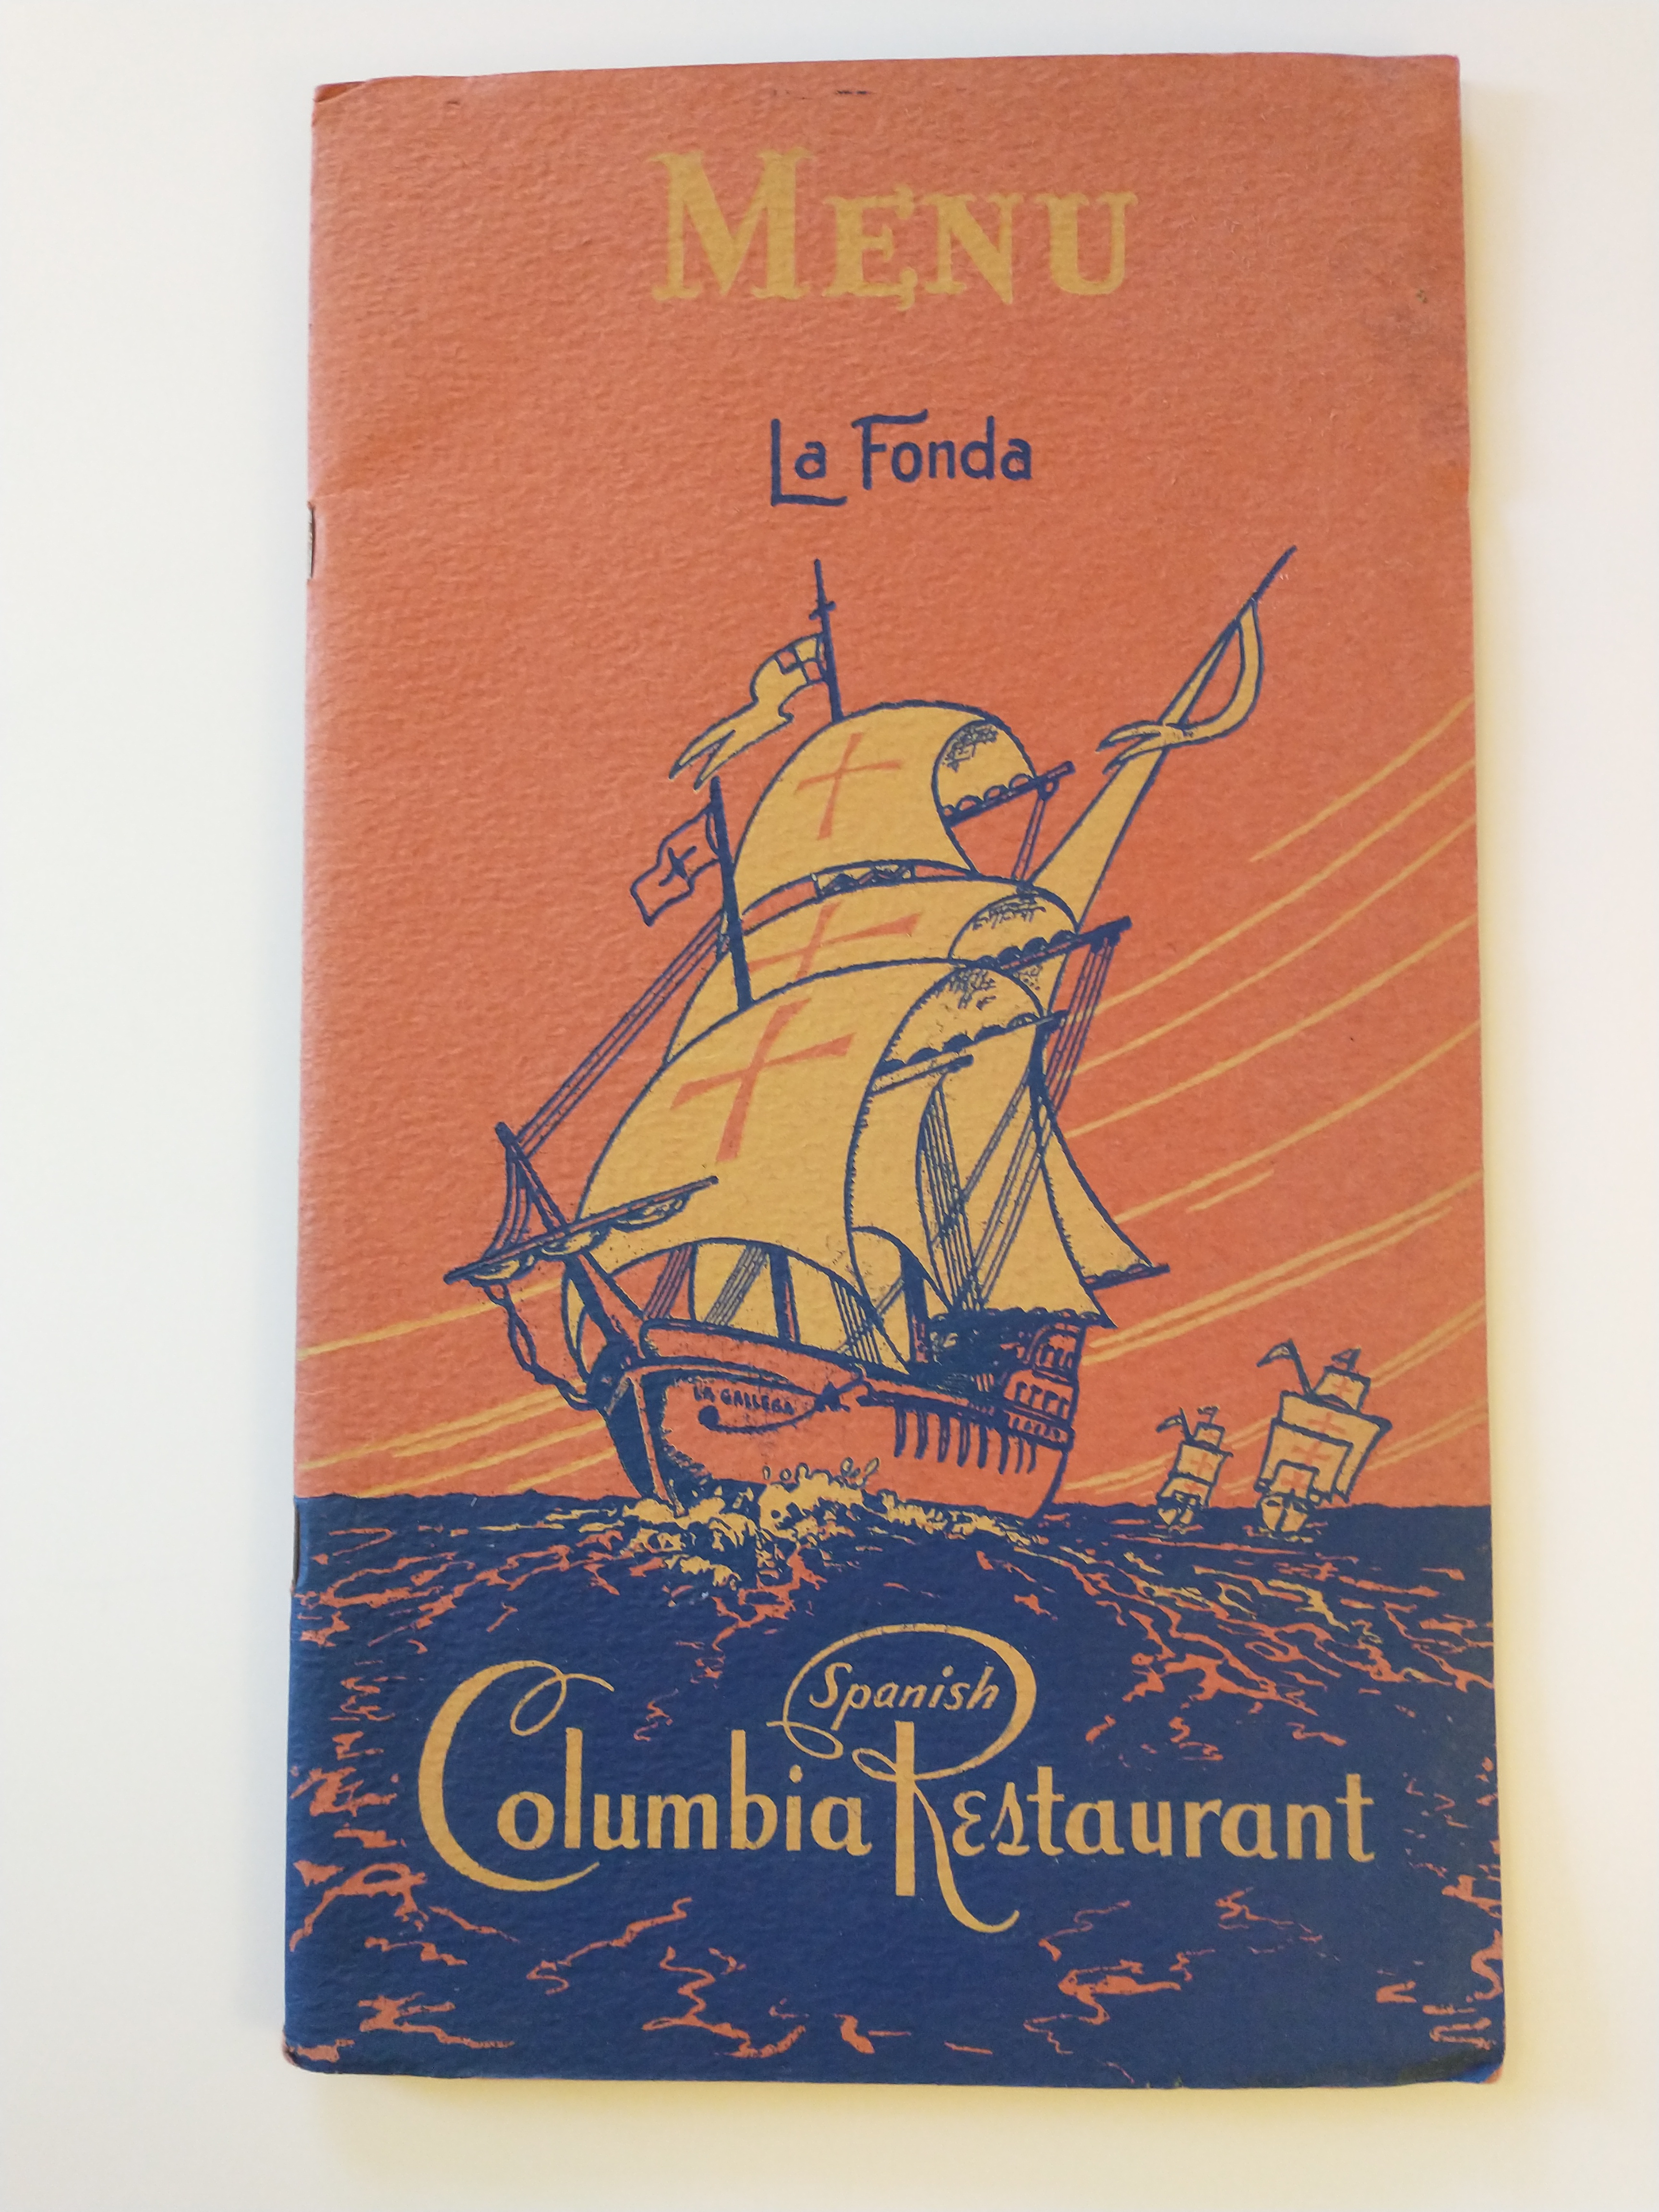 MENU
La Fonda
LA GALLEGA
Spanish
Columbia Restaurant